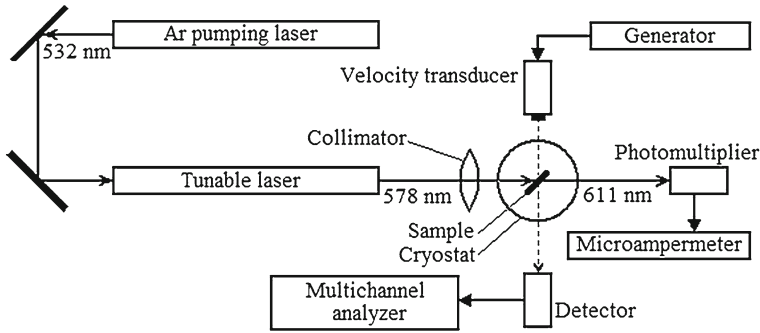 Ar pumping laser
Generator
532 nm
Velocity transducer
Collimator
Photomultiplier
Tunable laser
578 nm
611 nm
Sample
Cryostat
Microampermeter
Multichannel
analyzer
Detector